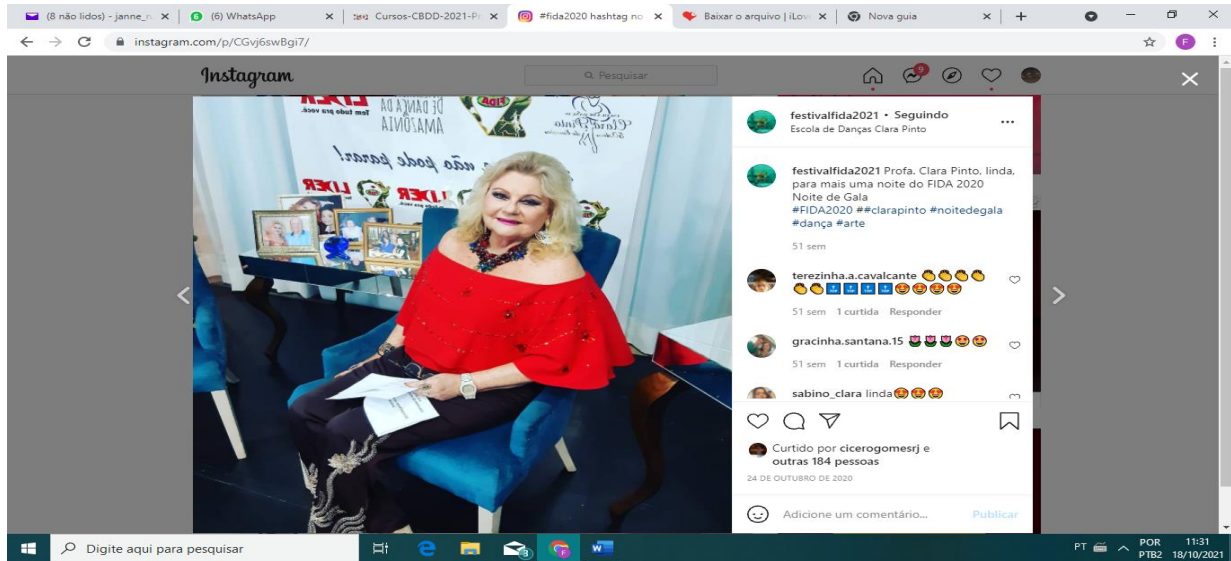 (8 não lidos) - janne_n
(6) WhatsApp
Cursos-CBDD-2021-Pr
#fida2020 hashtag no
Baixar o arquivo | iLov
Nova guia
instagram.com/p/CGvj6swBgi7/
F
Instagram
Pesquisar
9
LIDER
Tem tudo pra você.
DE DANÇA DA
AMAZÔNIA
FIDA
Clara Pinto
não pode parar!
LIDER
LIDER
festivalfida2021 • Seguindo
Escola de Danças Clara Pinto
festivalfida2021 Profa. Clara Pinto, linda,
para mais uma noite do FIDA 2020
Noite de Gala
#FIDA2020 ##clarapinto #noitedegala
#dança #arte
51 sem
terezinha.a.cavalcante 👏👏👏👏
👏👏🔝🔝🔝🔝🤩🤩🤩🤩
51 sem 1 curtida Responder
gracinha.santana.15 🌷🌷🌷🤩🤩
51 sem 1 curtida Responder
sabino_clara linda🤩🤩🤩
Curtido por cicerogomesrj e
outras 184 pessoas
24 DE OUTUBRO DE 2020
Adicione um comentário... Publicar
Digite aqui para pesquisar
PT
POR
PTB2
11:31
18/10/2021